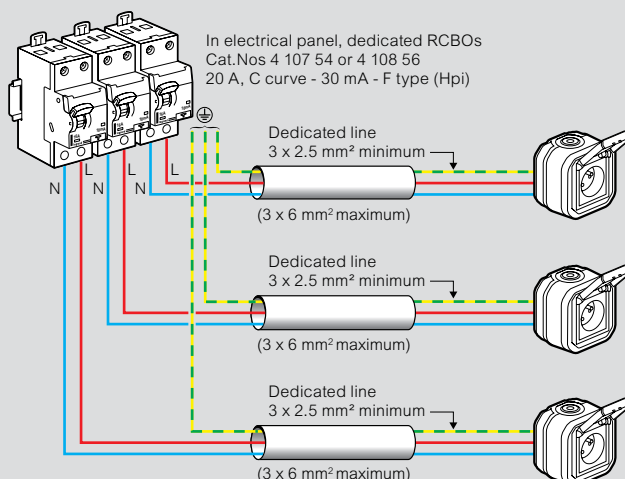 In electrical panel, dedicated RCBOs
Cat.Nos 4 107 54 or 4 108 56
20 A, C curve - 30 mA - F type (Hpi)
Dedicated line
3 x 2.5 mm² minimum
L
L
L
N
N
N
(3 x 6 mm² maximum)
Dedicated line
3 x 2.5 mm² minimum
(3 x 6 mm² maximum)
Dedicated line
3 x 2.5 mm² minimum
(3 x 6 mm² maximum)